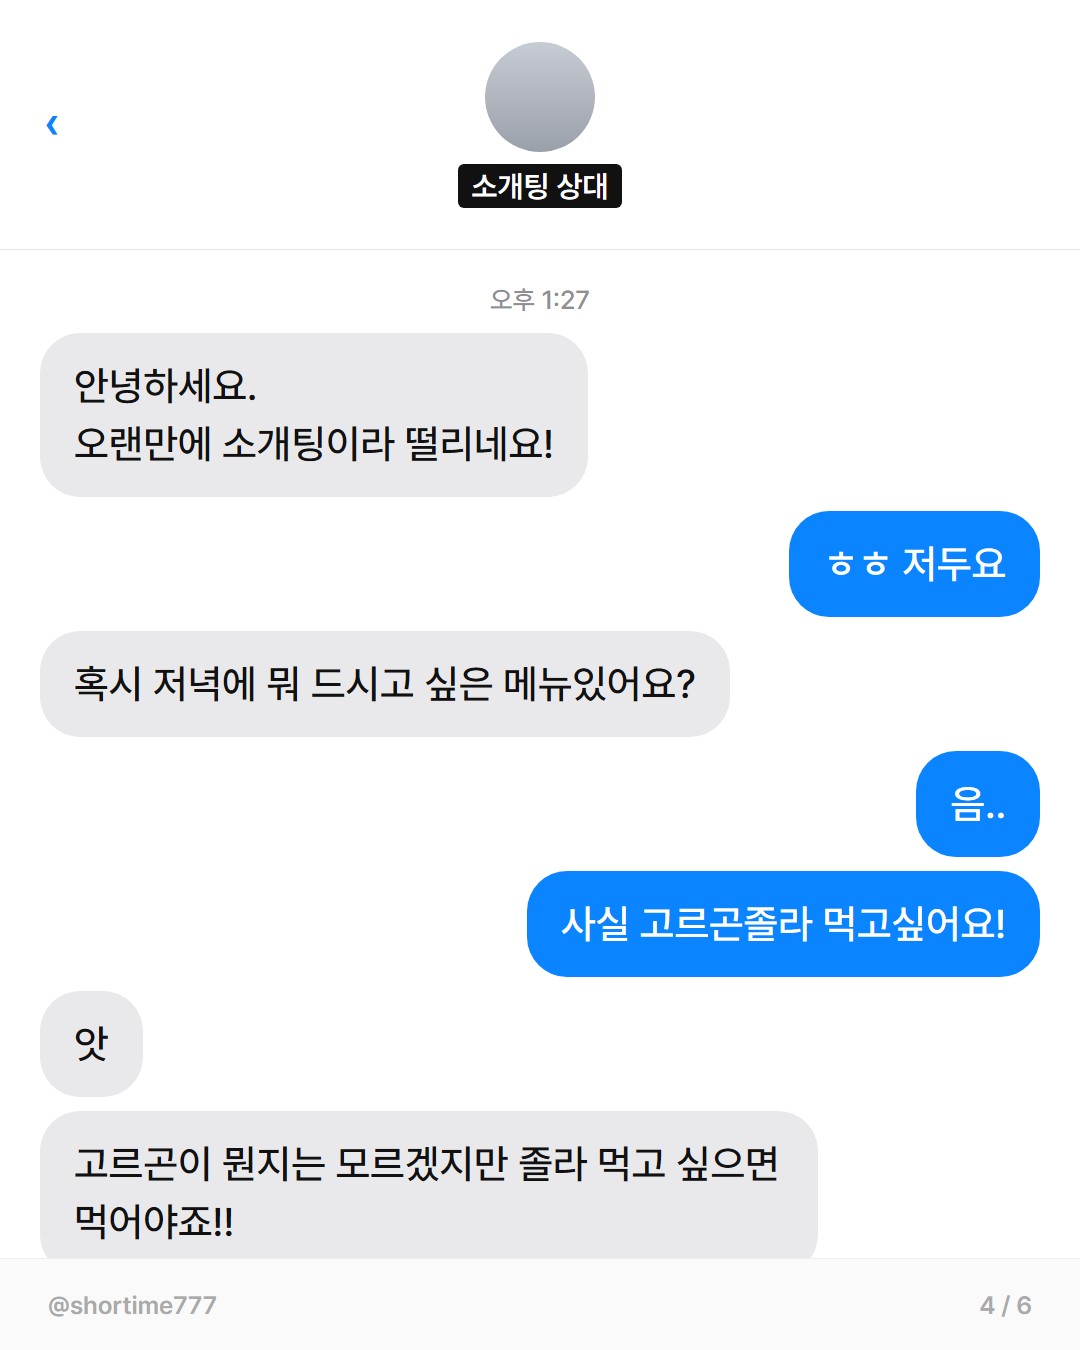 ‹
소개팅 상대
오후 1:27
안녕하세요.
오랜만에 소개팅이라 떨리네요!
ㅎㅎ 저두요
혹시 저녁에 뭐 드시고 싶은 메뉴있어요?
음..
사실 고르곤졸라 먹고싶어요!
앗
고르곤이 뭔지는 모르겠지만 졸라 먹고 싶으면
먹어야죠!!
@shortime777
4 / 6